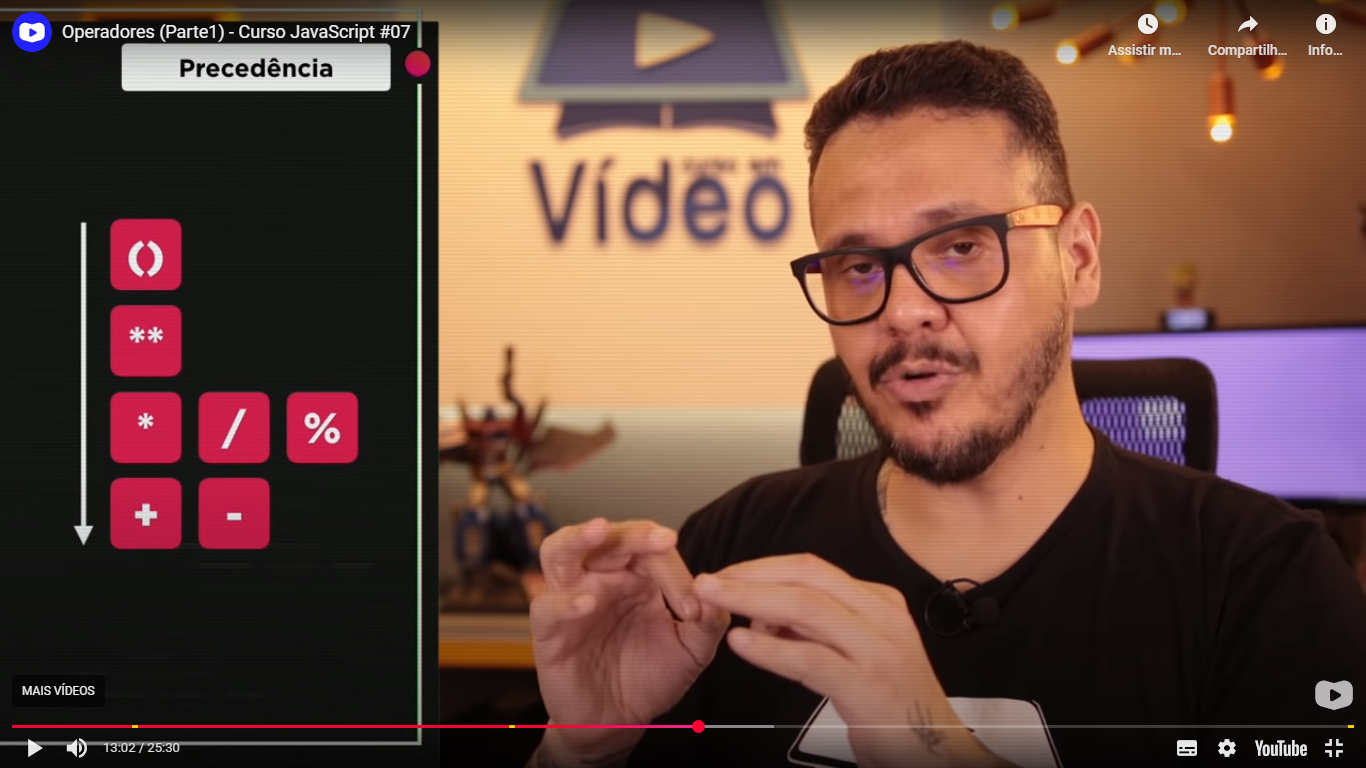 Operadores (Parte1) - Curso JavaScript #07
Assistir m...
Compartilh...
Info...
Precedência
Vídeo
()
**
* / %
+ -
MAIS VÍDEOS
13:02 / 25:30
YouTube